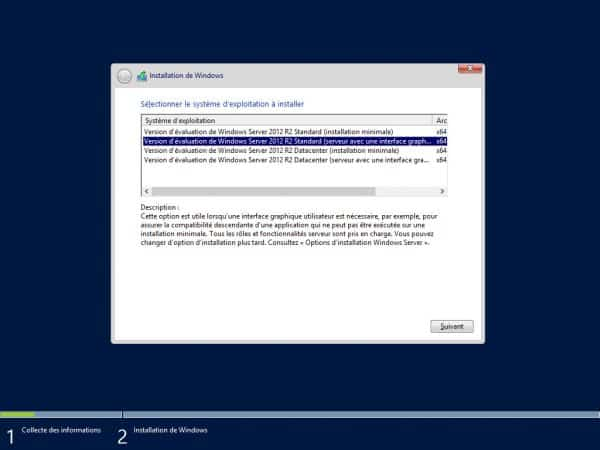 Installation de Windows
Sélectionner le système d'exploitation à installer
Système d'exploitation Arc
Version d'évaluation de Windows Server 2012 R2 Standard (installation minimale) x64
Version d'évaluation de Windows Server 2012 R2 Standard (serveur avec une interface graph... x64
Version d'évaluation de Windows Server 2012 R2 Datacenter (installation minimale) x64
Version d'évaluation de Windows Server 2012 R2 Datacenter (serveur avec une interface gra... x64
Description :
Cette option est utile lorsqu'une interface graphique utilisateur est nécessaire, par exemple, pour
assurer la compatibilité descendante d'une application qui ne peut pas être exécutée sur une
installation minimale. Tous les rôles et fonctionnalités serveur sont pris en charge. Vous pouvez
changer d'option d'installation plus tard. Consultez « Options d'installation Windows Server ».
Suivant
1 Collecte des informations
2 Installation de Windows